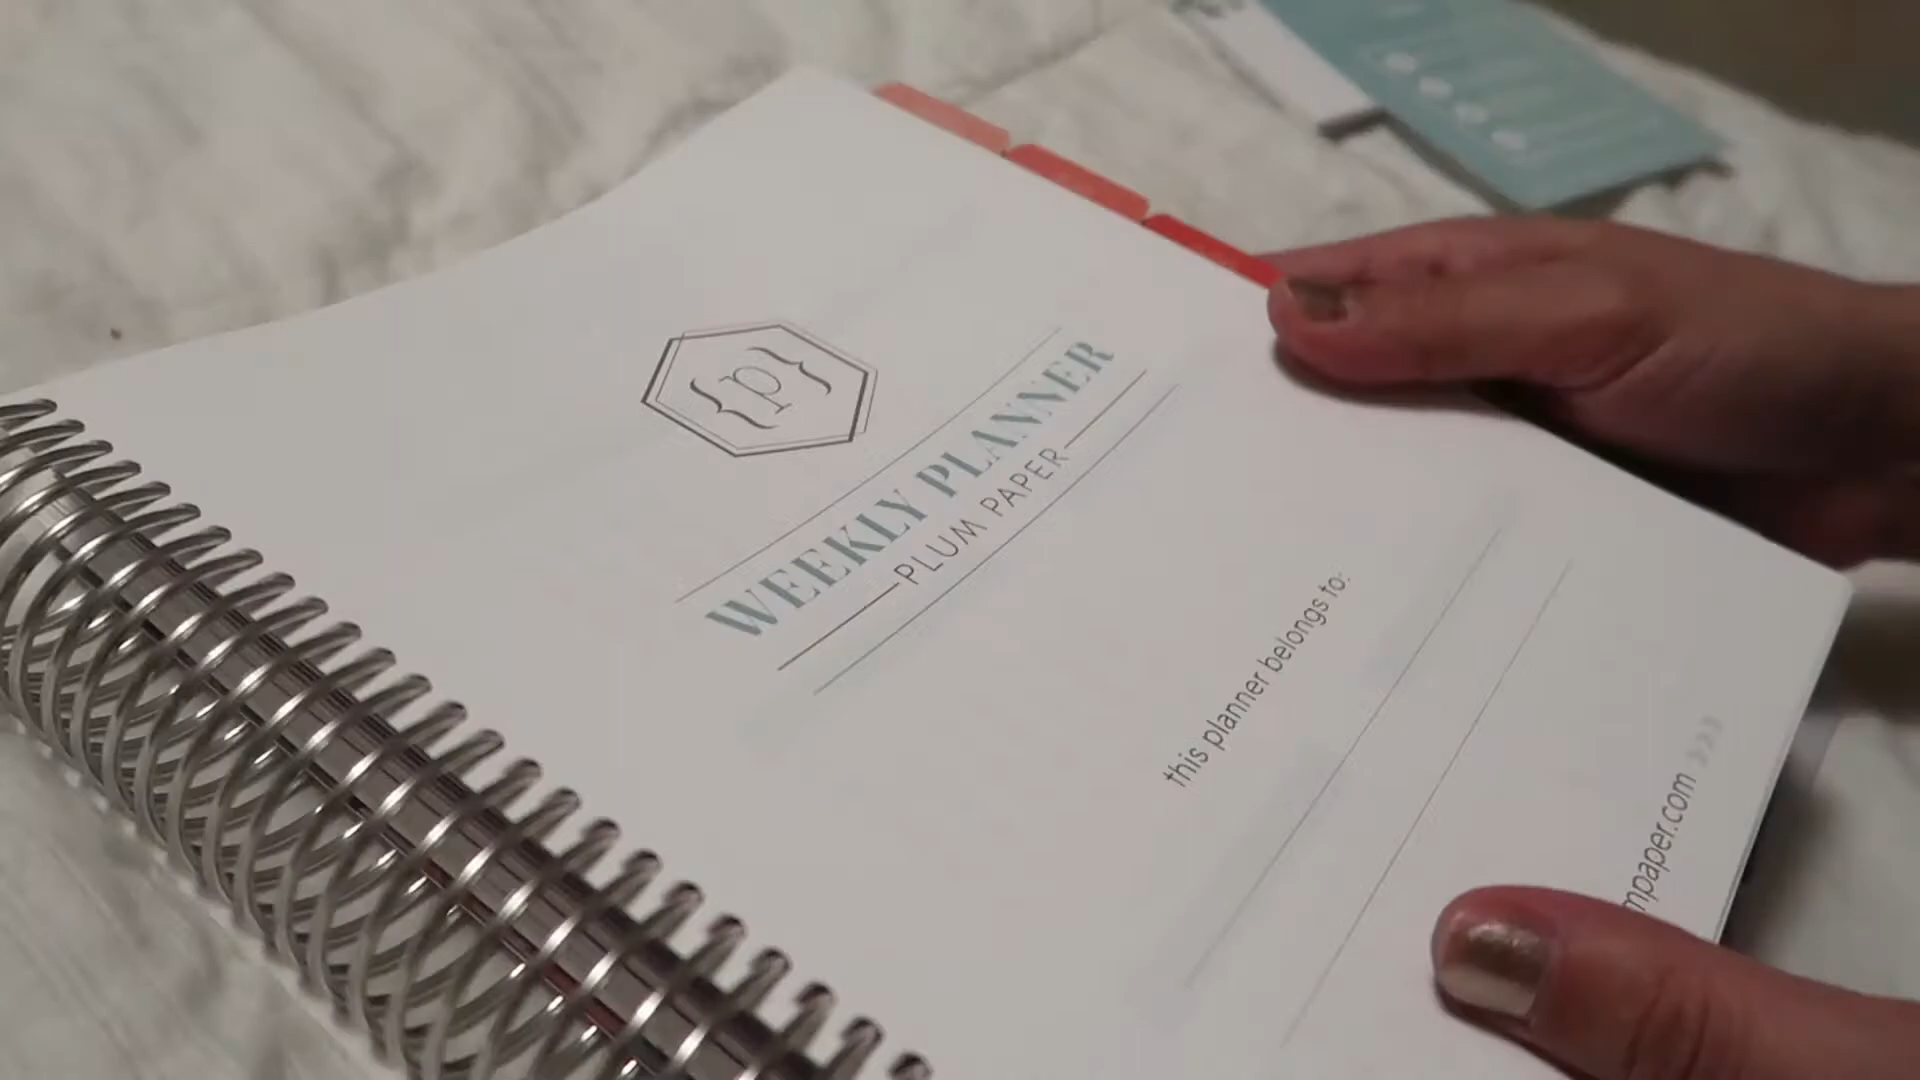 {p}
WEEKLY PLANNER
PLUM PAPER
this planner belongs to:
mpaper.com >>>